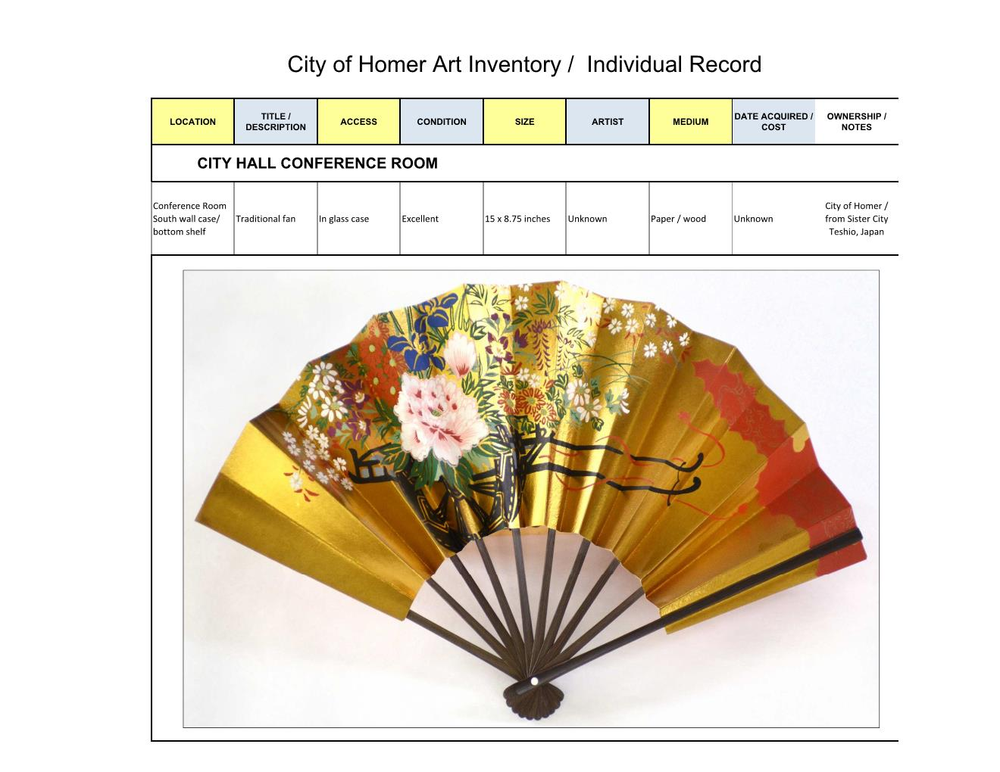 City of Homer Art Inventory /  Individual Record
LOCATION
TITLE /
DESCRIPTION
ACCESS
CONDITION
SIZE
ARTIST
MEDIUM
DATE ACQUIRED /
COST
OWNERSHIP /
NOTES
CITY HALL CONFERENCE ROOM
Conference Room
South wall case/
bottom shelf
Traditional fan
In glass case
Excellent
15 x 8.75 inches
Unknown
Paper / wood
Unknown
City of Homer /
from Sister City
Teshio, Japan